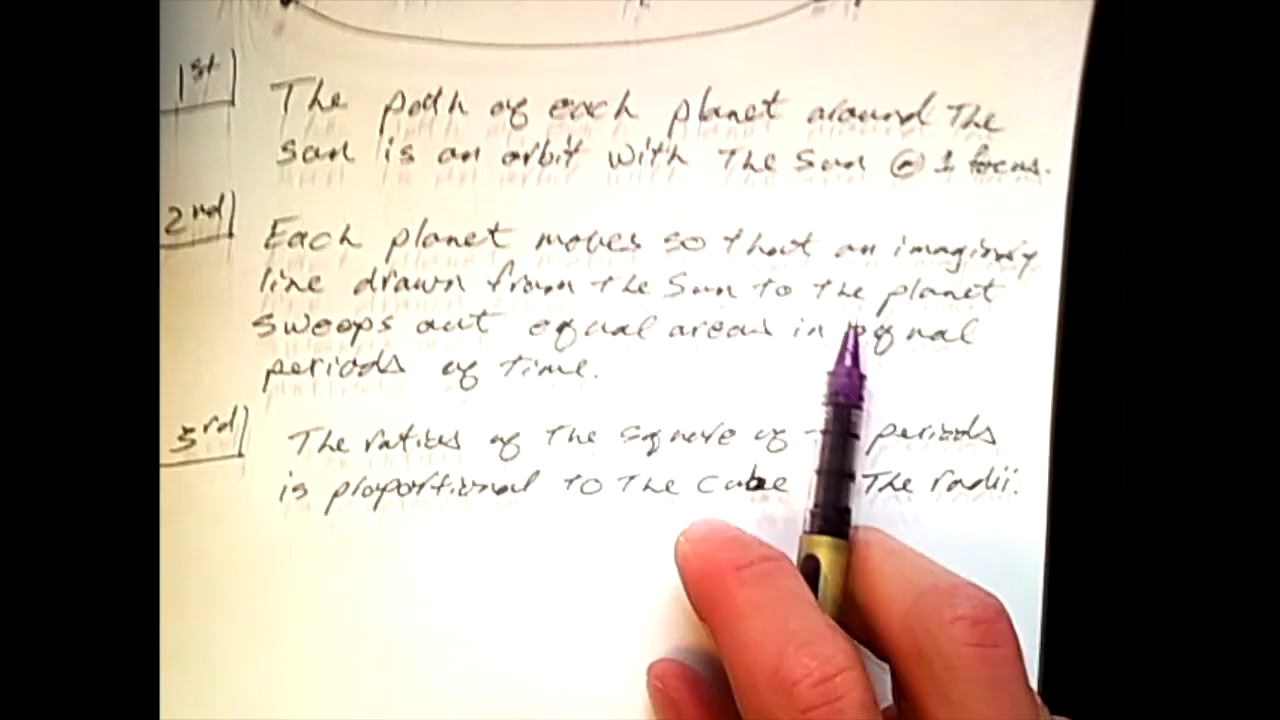 1st
The path of each planet around The
sun is an orbit with The Sun @ 1 focus.
2nd
Each planet moves so that an imaginary
line drawn from the Sun to the planet
sweeps out equal areas in equal
periods of time.
3rd
The ratios of The square of periods
is proportional to The cube The radii.